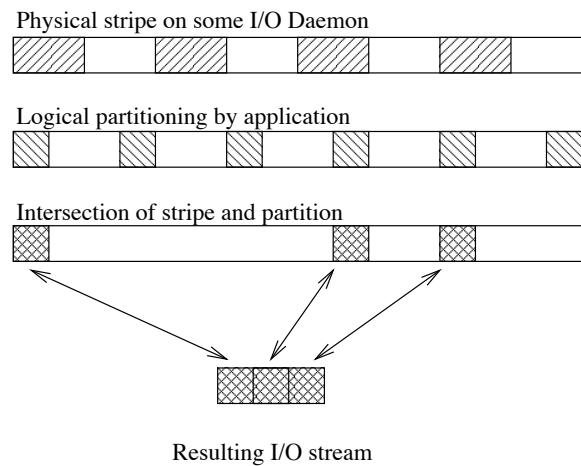 Physical stripe on some I/O Daemon
Logical partitioning by application
Intersection of stripe and partition
Resulting I/O stream